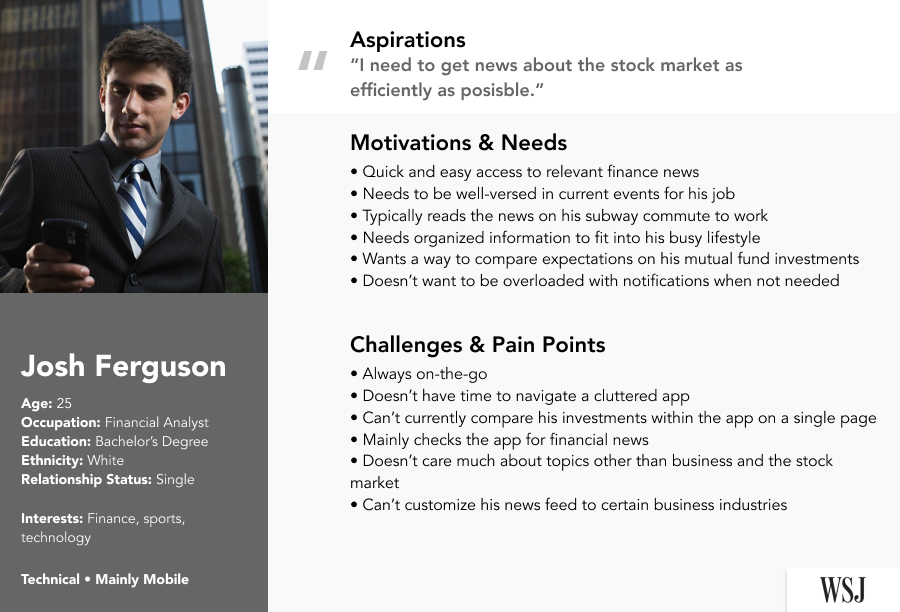 Aspirations
“I need to get news about the stock market as
efficiently as posisble.”
Motivations & Needs
• Quick and easy access to relevant finance news
• Needs to be well-versed in current events for his job
• Typically reads the news on his subway commute to work
• Needs organized information to fit into his busy lifestyle
• Wants a way to compare expectations on his mutual fund investments
• Doesn’t want to be overloaded with notifications when not needed
Challenges & Pain Points
• Always on-the-go
• Doesn’t have time to navigate a cluttered app
• Can’t currently compare his investments within the app on a single page
• Mainly checks the app for financial news
• Doesn’t care much about topics other than business and the stock
market
• Can’t customize his news feed to certain business industries
Josh Ferguson
Age: 25
Occupation: Financial Analyst
Education: Bachelor’s Degree
Ethnicity: White
Relationship Status: Single
Interests: Finance, sports,
technology
Technical • Mainly Mobile
WSJ